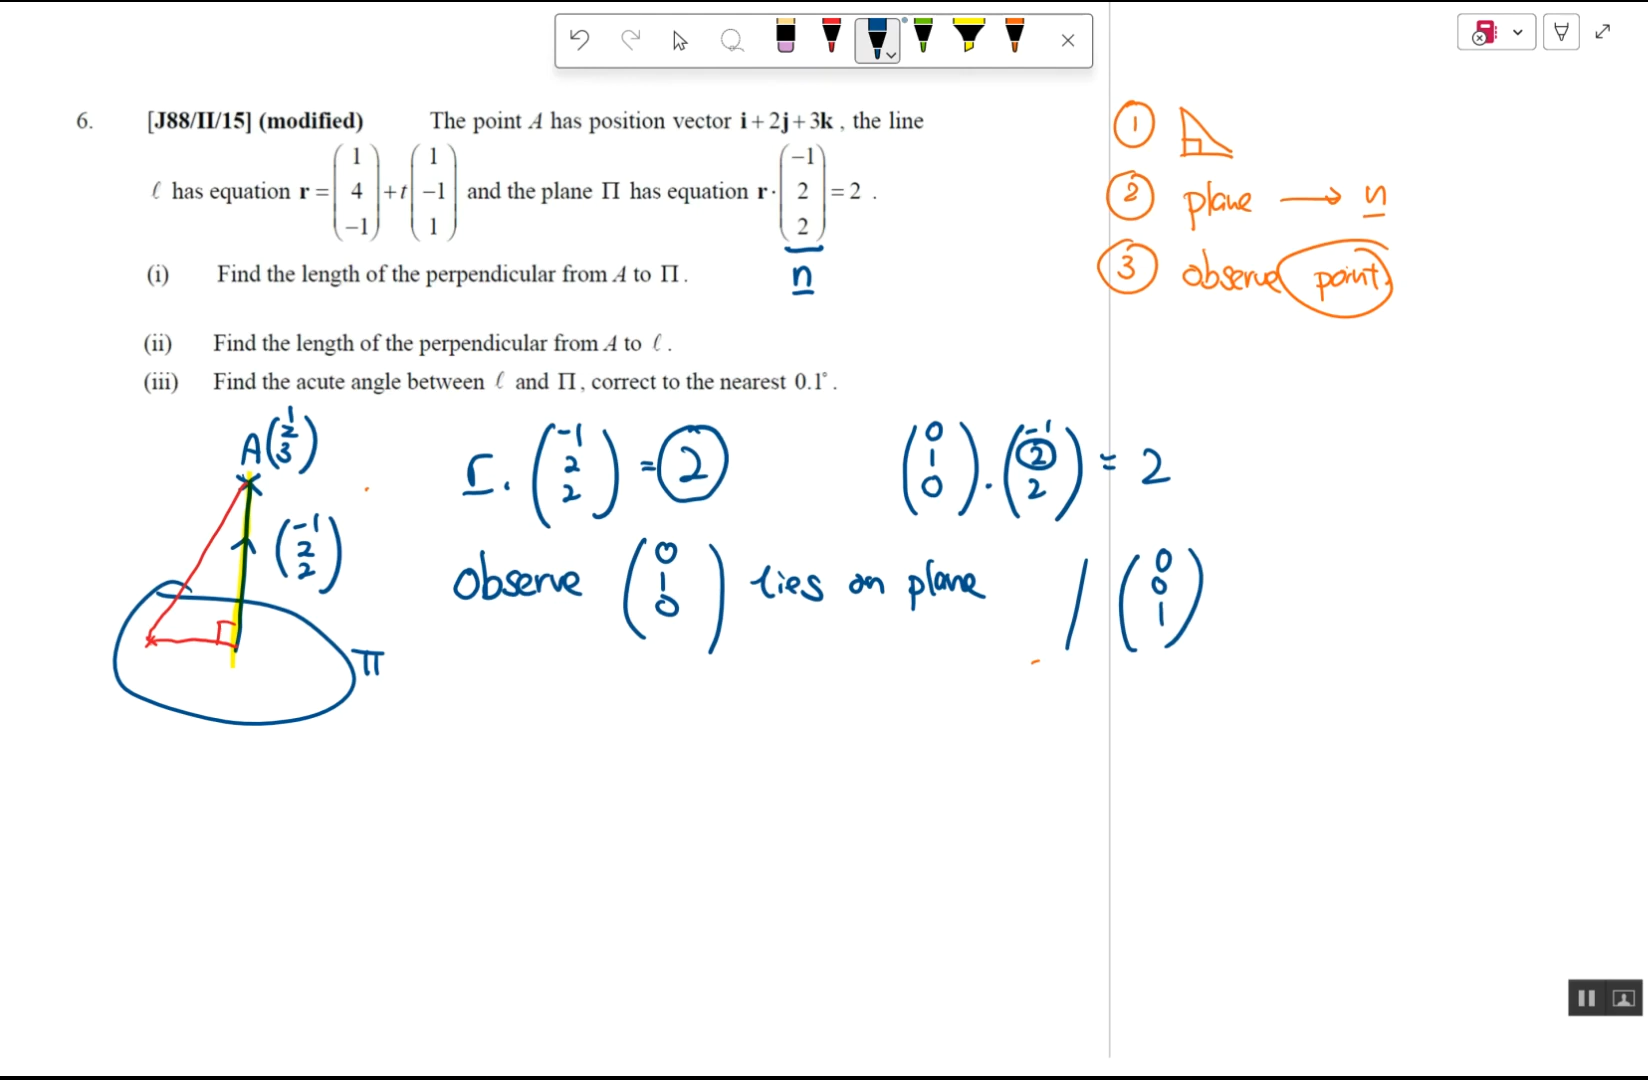 6. [J88/II/15] (modified) The point A has position vector i + 2j + 3k , the line
ℓ has equation r = (1 4 −1) + t (1 −1 1) and the plane Π has equation r · (−1 2 2) = 2 .
n
(i) Find the length of the perpendicular from A to Π .
(ii) Find the length of the perpendicular from A to ℓ .
(iii) Find the acute angle between ℓ and Π , correct to the nearest 0.1° .
① 
② plane → n
③ observe point
A (1 2 3)
(−1 2 2)
π
r . (−1 2 2) = 2
(0 1 0) . (−1 2 2) = 2
Observe (0 1 0) lies on plane / (0 0 1)